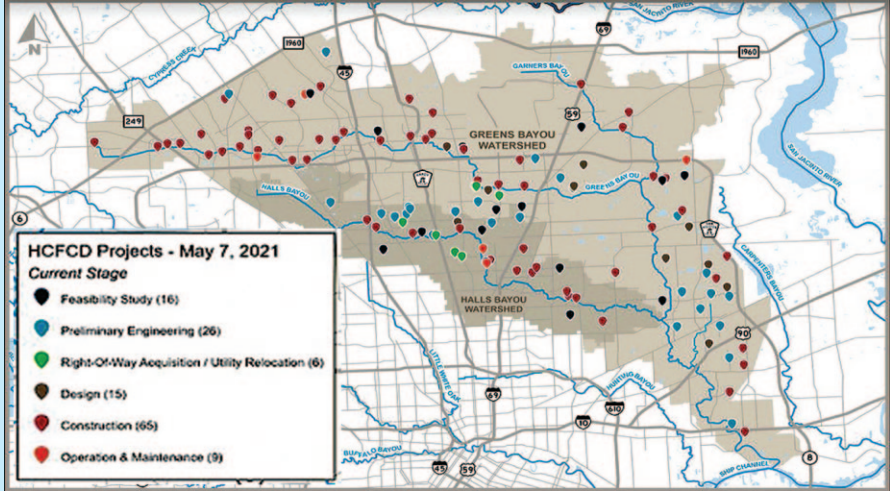 SAN JACINTO RIVER
69
N
1960
1960
CYPRESS CREEK
45
GARNERS BAYOU
59
249
GREENS BAYOU
WATERSHED
SAN JACINTO RIVER
GREENS BAYOU
HALLS BAYOU
6
CARPENTERS BAYOU
HCFCD Projects - May 7, 2021
Current Stage
Feasibility Study (16)
Preliminary Engineering (26)
Right-Of-Way Acquisition / Utility Relocation (6)
Design (15)
Construction (65)
Operation & Maintenance (9)
HALLS BAYOU
WATERSHED
90
LITTLE WHITE OAK
HUNTING BAYOU
69
610
10
BUFFALO BAYOU
45
59
SHIP CHANNEL
8